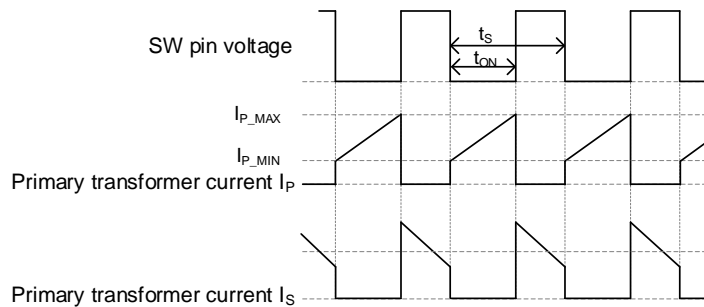 SW pin voltage
tS
tON
IP_MAX
IP_MIN
Primary transformer current IP
Primary transformer current IS